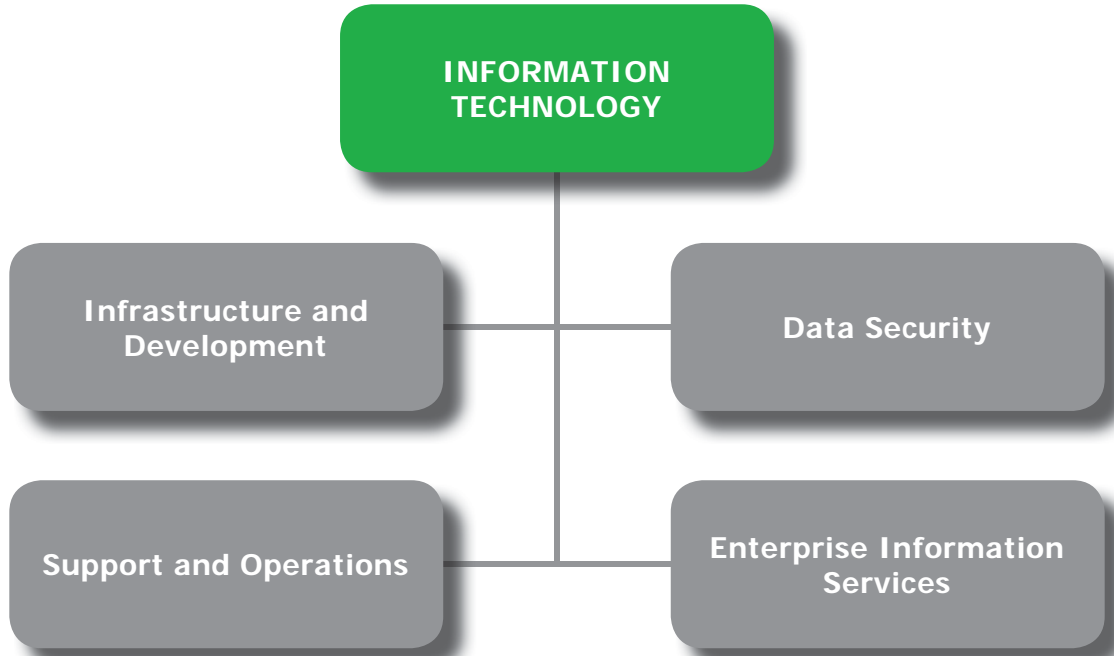 INFORMATION
TECHNOLOGY
Infrastructure and
Development
Data Security
Support and Operations
Enterprise Information
Services